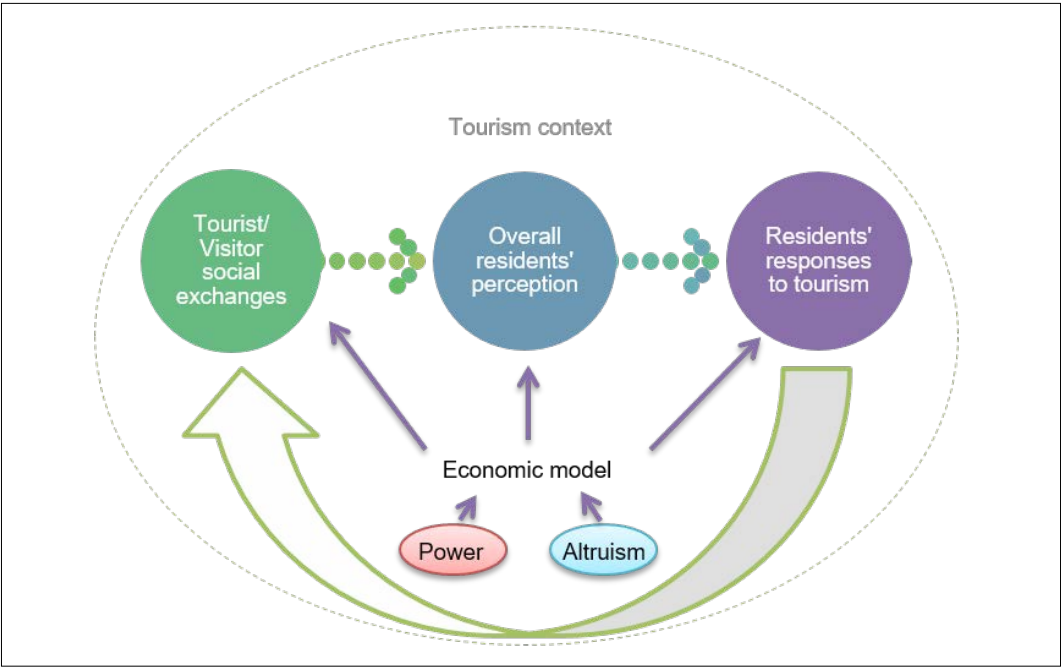 Tourism context
Tourist/
Visitor
social
exchanges
Overall
residents'
perception
Residents'
responses
to tourism
Economic model
Power
Altruism